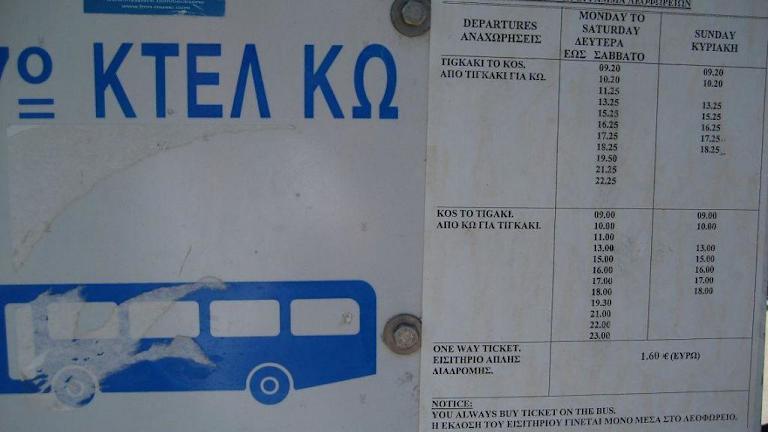 ΚΤΕΛ ΚΩ
ΛΕΩΦΟΡΕΙΩΝ
DEPARTURES
ΑΝΑΧΩΡΗΣΕΙΣ
MONDAY TO
SATURDAY
ΔΕΥΤΕΡΑ
ΕΩΣ ΣΑΒΒΑΤΟ
SUNDAY
ΚΥΡΙΑΚΗ
TIGKAKI TO KOS.
ΑΠΟ ΤΙΓΚΑΚΙ ΓΙΑ ΚΩ.
09.20
10.20
11.25
13.25
15.25
16.25
17.25
18.25
19.50
21.25
22.25
09.20
10.20
13.25
15.25
16.25
17.25
18.25
KOS TO TIGAKI.
ΑΠΟ ΚΩ ΓΙΑ ΤΙΓΚΑΚΙ.
09.00
10.00
11.00
13.00
15.00
16.00
17.00
18.00
19.30
21.00
22.00
23.00
09.00
10.00
13.00
15.00
16.00
17.00
18.00
ONE WAY TICKET.
ΕΙΣΙΤΗΡΙΟ ΑΠΛΗΣ
ΔΙΑΔΡΟΜΗΣ.
1.60 € (ΕΥΡΩ)
NOTICE:
YOU ALWAYS BUY TICKET ON THE BUS.
Η ΕΚΔΟΣΗ ΤΟΥ ΕΙΣΙΤΗΡΙΟΥ ΓΙΝΕΤΑΙ ΜΟΝΟ ΜΕΣΑ ΣΤΟ ΛΕΩΦΟΡΕΙΟ.